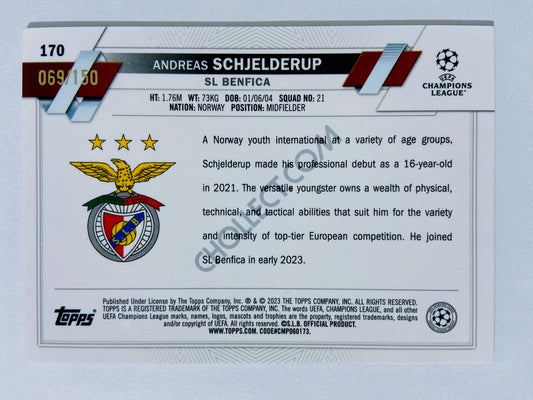 170
069/150
ANDREAS SCHJELDERUP
SL BENFICA
UEFA
CHAMPIONS
LEAGUE
HT: 1.76M WT: 73KG DOB: 01/06/04 SQUAD NO: 21
NATION: NORWAY POSITION: MIDFIELDER
A Norway youth international at a variety of age groups,
Schjelderup made his professional debut as a 16-year-old
in 2021. The versatile youngster owns a wealth of physical,
technical, and tactical abilities that suit him for the variety
and intensity of top-tier European competition. He joined
SL Benfica in early 2023.
CHOLLECT.COM
SLB
Topps
Published Under License by The Topps Company, Inc. ® & © 2023 THE TOPPS COMPANY, INC. ALL RIGHTS RESERVED.
TOPPS IS A REGISTERED TRADEMARK OF THE TOPPS COMPANY, INC. The words UEFA, CHAMPIONS LEAGUE, and all other
UEFA Champions League marks, names, logos, mascots and trophies are the property, registered trademarks, designs
and/or copyright of UEFA. All rights reserved. ©S.L.B. OFFICIAL PRODUCT.
WWW.TOPPS.COM. CODE#CMP060173.